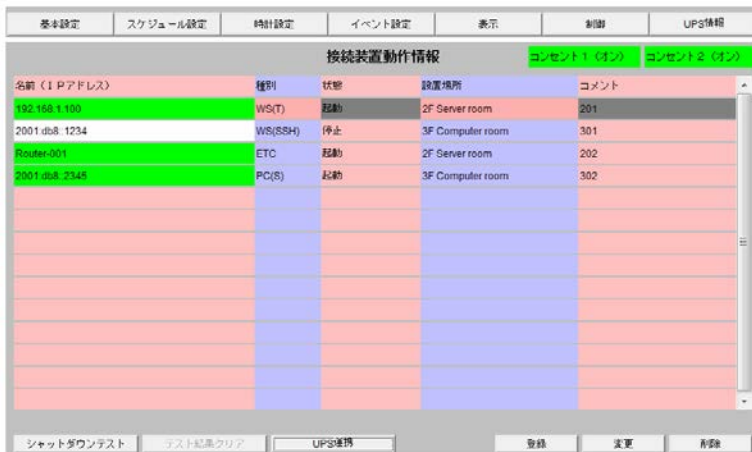 基本設定 スケジュール設定 時計設定 イベント設定 表示 制御 UPS情報
接続装置動作情報 コンセント1（オン） コンセント2（オン）
名前（IPアドレス） 種別 状態 設置場所 コメント
192.168.1.100 WS(T) 起動 2F Server room 201
2001:db8::1234 WS(SSH) 停止 3F Computer room 301
Router-001 ETC 起動 2F Server room 202
2001:db8::2345 PC(S) 起動 3F Computer room 302
シャットダウンテスト テスト結果クリア UPS連携 登録 変更 削除